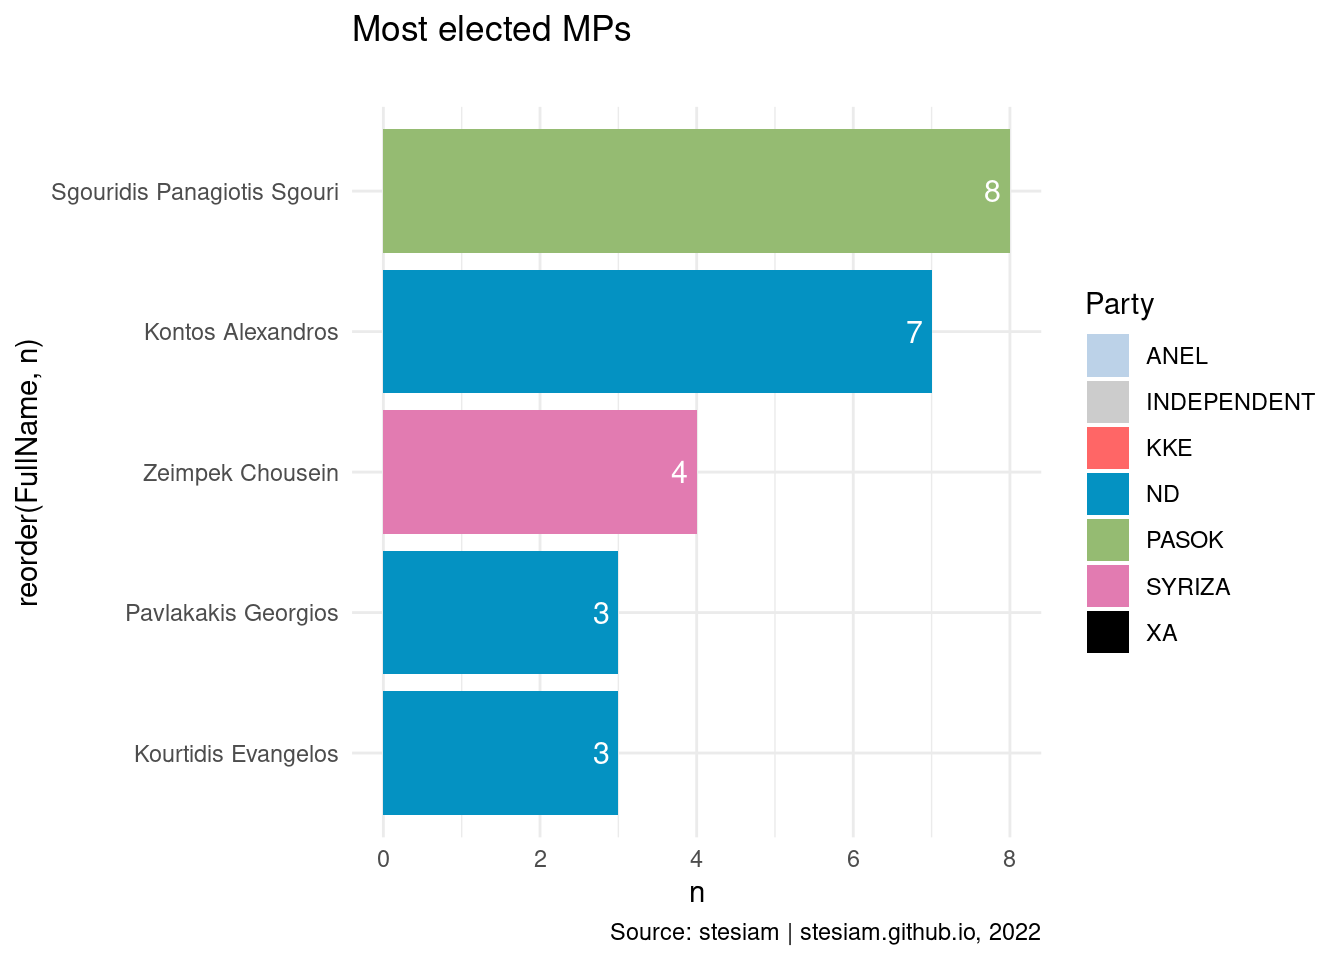 Most elected MPs
reorder(FullName, n)
Sgouridis Panagiotis Sgouri
8
Kontos Alexandros
7
Zeimpek Chousein
4
Pavlakakis Georgios
3
Kourtidis Evangelos
3
0 2 4 6 8
n
Party
ANEL
INDEPENDENT
KKE
ND
PASOK
SYRIZA
XA
Source: stesiam | stesiam.github.io, 2022